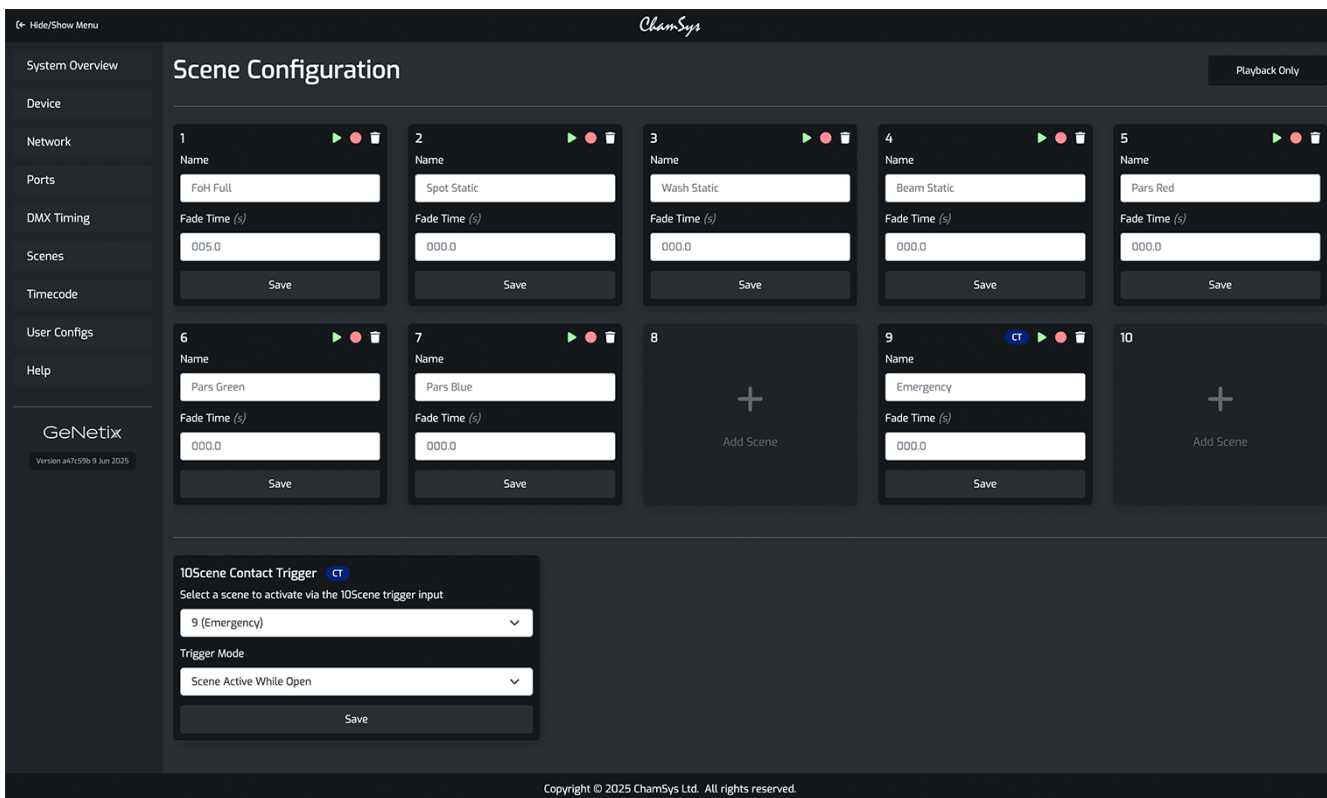 Hide/Show Menu
ChamSys
System Overview
Device
Network
Ports
DMX Timing
Scenes
Timecode
User Configs
Help
GeNetix
Version a47c59b 9 Jun 2025
Scene Configuration
Playback Only
1
Name
FoH Full
Fade Time (s)
005.0
Save
2
Name
Spot Static
Fade Time (s)
000.0
Save
3
Name
Wash Static
Fade Time (s)
000.0
Save
4
Name
Beam Static
Fade Time (s)
000.0
Save
5
Name
Pars Red
Fade Time (s)
000.0
Save
6
Name
Pars Green
Fade Time (s)
000.0
Save
7
Name
Pars Blue
Fade Time (s)
000.0
Save
8
Add Scene
9 CT
Name
Emergency
Fade Time (s)
000.0
Save
10
Add Scene
10Scene Contact Trigger CT
Select a scene to activate via the 10Scene trigger input
9 (Emergency)
Trigger Mode
Scene Active While Open
Save
Copyright © 2025 ChamSys Ltd. All rights reserved.